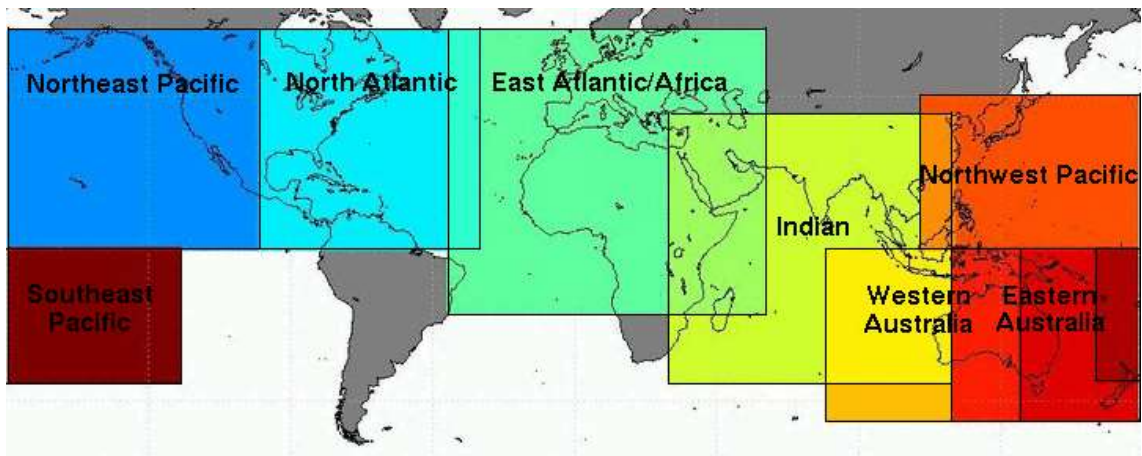 Northeast Pacific
North Atlantic
East Atlantic/Africa
Northwest Pacific
Indian
Southeast
Pacific
Western
Australia
Eastern
Australia